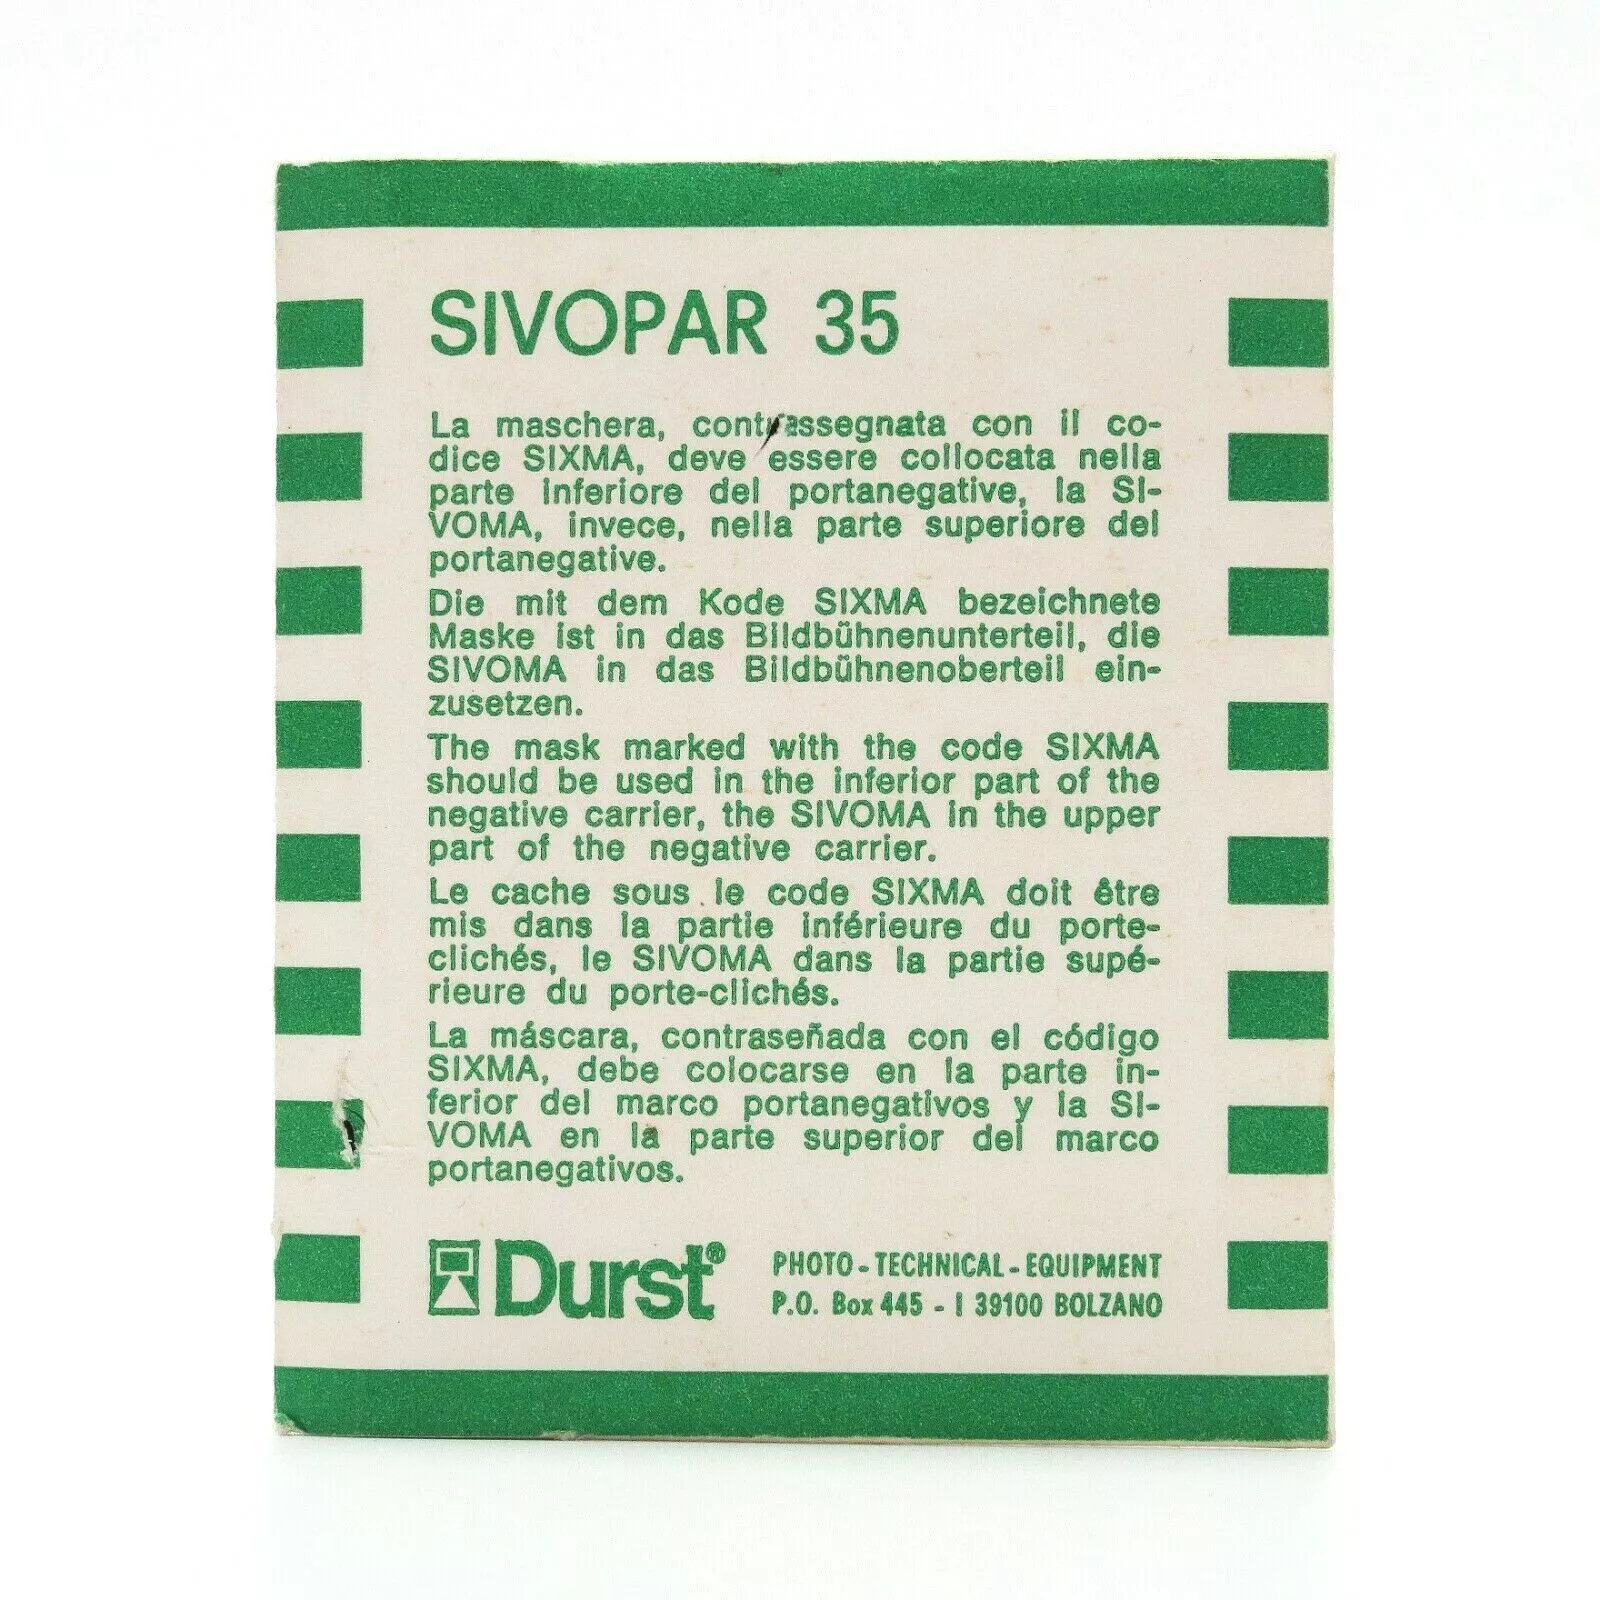 SIVOPAR 35
La maschera, contrassegnata con il co-
dice SIXMA, deve essere collocata nella
parte inferiore del portanegative, la SI-
VOMA, invece, nella parte superiore del
portanegative.
Die mit dem Kode SIXMA bezeichnete
Maske ist in das Bildbühnenunterteil, die
SIVOMA in das Bildbühnenoberteil ein-
zusetzen.
The mask marked with the code SIXMA
should be used in the inferior part of the
negative carrier, the SIVOMA in the upper
part of the negative carrier.
Le cache sous le code SIXMA doit être
mis dans la partie inférieure du porte-
clichés, le SIVOMA dans la partie supé-
rieure du porte-clichés.
La máscara, contraseñada con el código
SIXMA, debe colocarse en la parte in-
ferior del marco portanegativos y la SI-
VOMA en la parte superior del marco
portanegativos.
Durst®
PHOTO - TECHNICAL - EQUIPMENT
P.O. Box 445 - I 39100 BOLZANO